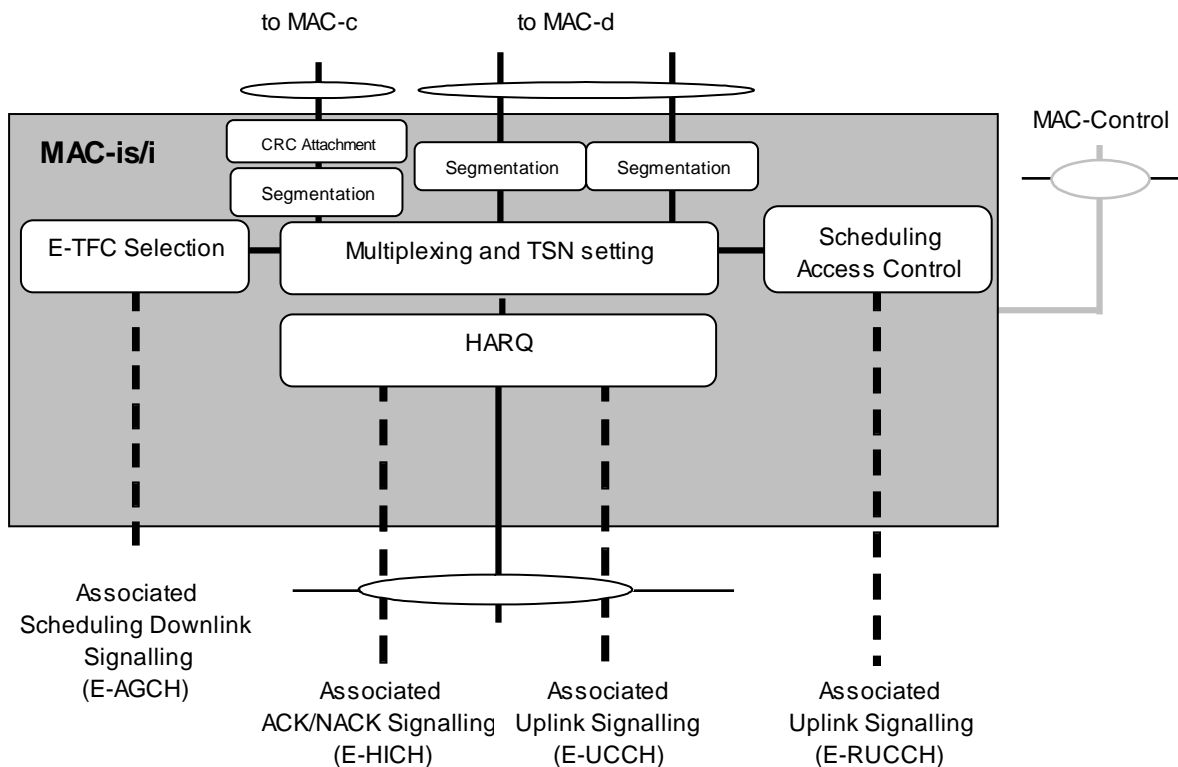 to MAC-c
to MAC-d
MAC-Control
MAC-is/i
CRC Attachment
Segmentation
Segmentation
Segmentation
E-TFC Selection
Multiplexing and TSN setting
Scheduling
Access Control
HARQ
Associated
Scheduling Downlink
Signalling
(E-AGCH)
Associated
ACK/NACK Signalling
(E-HICH)
Associated
Uplink Signalling
(E-UCCH)
Associated
Uplink Signalling
(E-RUCCH)